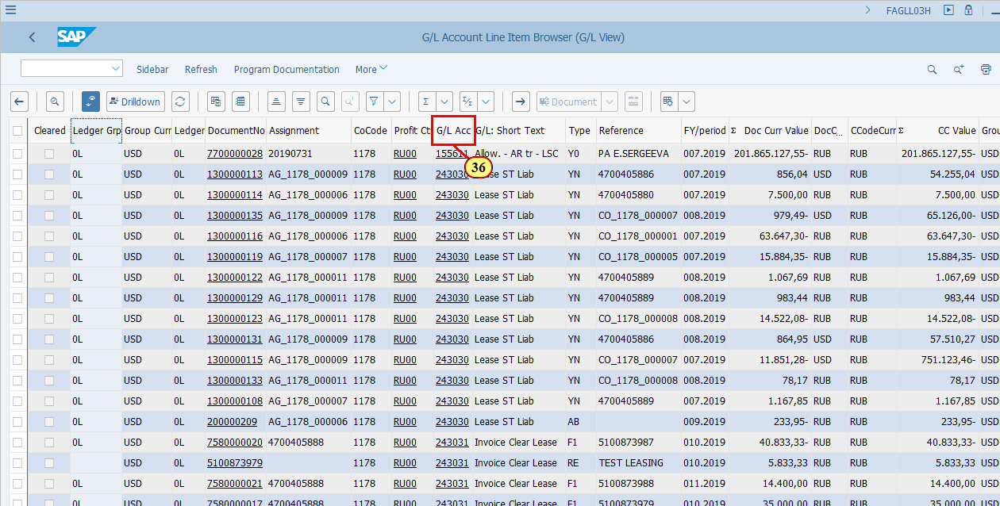 FAGLL03H
SAP G/L Account Line Item Browser (G/L View)
Sidebar Refresh Program Documentation More
Drilldown Σ Document
Cleared Ledger Grp Group Curr Ledger DocumentNo Assignment CoCode Profit Ct G/L Acc G/L: Short Text Type Reference FY/period Σ Doc Curr Value DocC_ CCodeCurr Σ CC Value Grou
0L USD 0L 7700000028 20190731 1178 RU00 Allow. - AR tr - LSC Y0 PA E.SERGEEVA 007.2019 201.865.127,55- RUB RUB 201.865.127,55- USD
36
0L USD 0L 1300000113 AG_1178_000009 1178 RU00 243030 ST Liab YN 4700405886 007.2019 856,04 USD RUB 54.255,04 USD
0L USD 0L 1300000114 AG_1178_000006 1178 RU00 243030 Lease ST Liab YN 4700405880 007.2019 7.500,00 RUB RUB 7.500,00 USD
0L USD 0L 1300000135 AG_1178_000009 1178 RU00 243030 Lease ST Liab YN CO_1178_000007 008.2019 979,49- USD RUB 65.126,00- USD
0L USD 0L 1300000116 AG_1178_000006 1178 RU00 243030 Lease ST Liab YN CO_1178_000001 007.2019 63.647,30- RUB RUB 63.647,30- USD
0L USD 0L 1300000119 AG_1178_000007 1178 RU00 243030 Lease ST Liab YN CO_1178_000005 007.2019 15.884,35- RUB RUB 15.884,35- USD
0L USD 0L 1300000122 AG_1178_000011 1178 RU00 243030 Lease ST Liab YN 4700405889 008.2019 1.067,69 RUB RUB 1.067,69 USD
0L USD 0L 1300000129 AG_1178_000011 1178 RU00 243030 Lease ST Liab YN 4700405889 008.2019 983,44 RUB RUB 983,44 USD
0L USD 0L 1300000123 AG_1178_000011 1178 RU00 243030 Lease ST Liab YN CO_1178_000008 008.2019 14.522,08- RUB RUB 14.522,08- USD
0L USD 0L 1300000131 AG_1178_000009 1178 RU00 243030 Lease ST Liab YN 4700405886 008.2019 864,95 USD RUB 57.510,27 USD
0L USD 0L 1300000115 AG_1178_000009 1178 RU00 243030 Lease ST Liab YN CO_1178_000007 007.2019 11.851,28- USD RUB 751.123,46- USD
0L USD 0L 1300000133 AG_1178_000011 1178 RU00 243030 Lease ST Liab YN CO_1178_000008 008.2019 78,17 RUB RUB 78,17 USD
0L USD 0L 1300000108 AG_1178_000007 1178 RU00 243030 Lease ST Liab YN 4700405889 007.2019 1.167,85 RUB RUB 1.167,85 USD
0L USD 0L 200000209 AG_1178_000006 1178 RU00 243030 Lease ST Liab AB 009.2019 233,95- RUB RUB 233,95- USD
0L USD 0L 7580000020 4700405888 1178 RU00 243031 Invoice Clear Lease F1 5100873987 010.2019 40.833,33- RUB RUB 40.833,33- USD
USD 0L 5100873979 1178 RU00 243031 Invoice Clear Lease RE TEST LEASING 010.2019 5.833,33 RUB RUB 5.833,33 USD
0L USD 0L 7580000021 4700405888 1178 RU00 243031 Invoice Clear Lease F1 5100873988 011.2019 14.400,00 RUB RUB 14.400,00 USD
0L USD 0L 7580000017 4700405889 1178 RU00 243031 Invoice Clear Lease F1 5100873984 010.2019 35.000,00 RUB RUB 35.000,00 USD